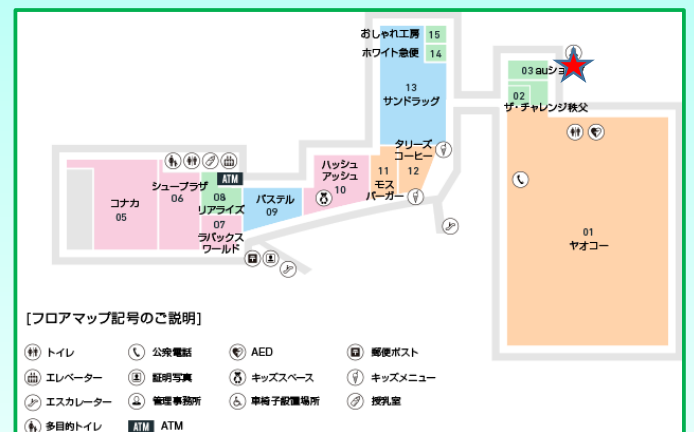 おしゃれ工房 15
ホワイト急便 14
13
サンドラッグ
03 auショ
02
ザ・チャレンジ秩父
タリーズ
コーヒー
12
11
モス
バーガー
ハッシュ
アッシュ
10
ATM
シュープラザ
06
コナカ
05
08
リアライズ
07
ラパックス
ワールド
パステル
09
01
ヤオコー
[フロアマップ記号のご説明]
トイレ 公衆電話 AED 郵便ポスト
エレベーター 証明写真 キッズスペース キッズメニュー
エスカレーター 管理事務所 車椅子設置場所 授乳室
多目的トイレ ATM ATM